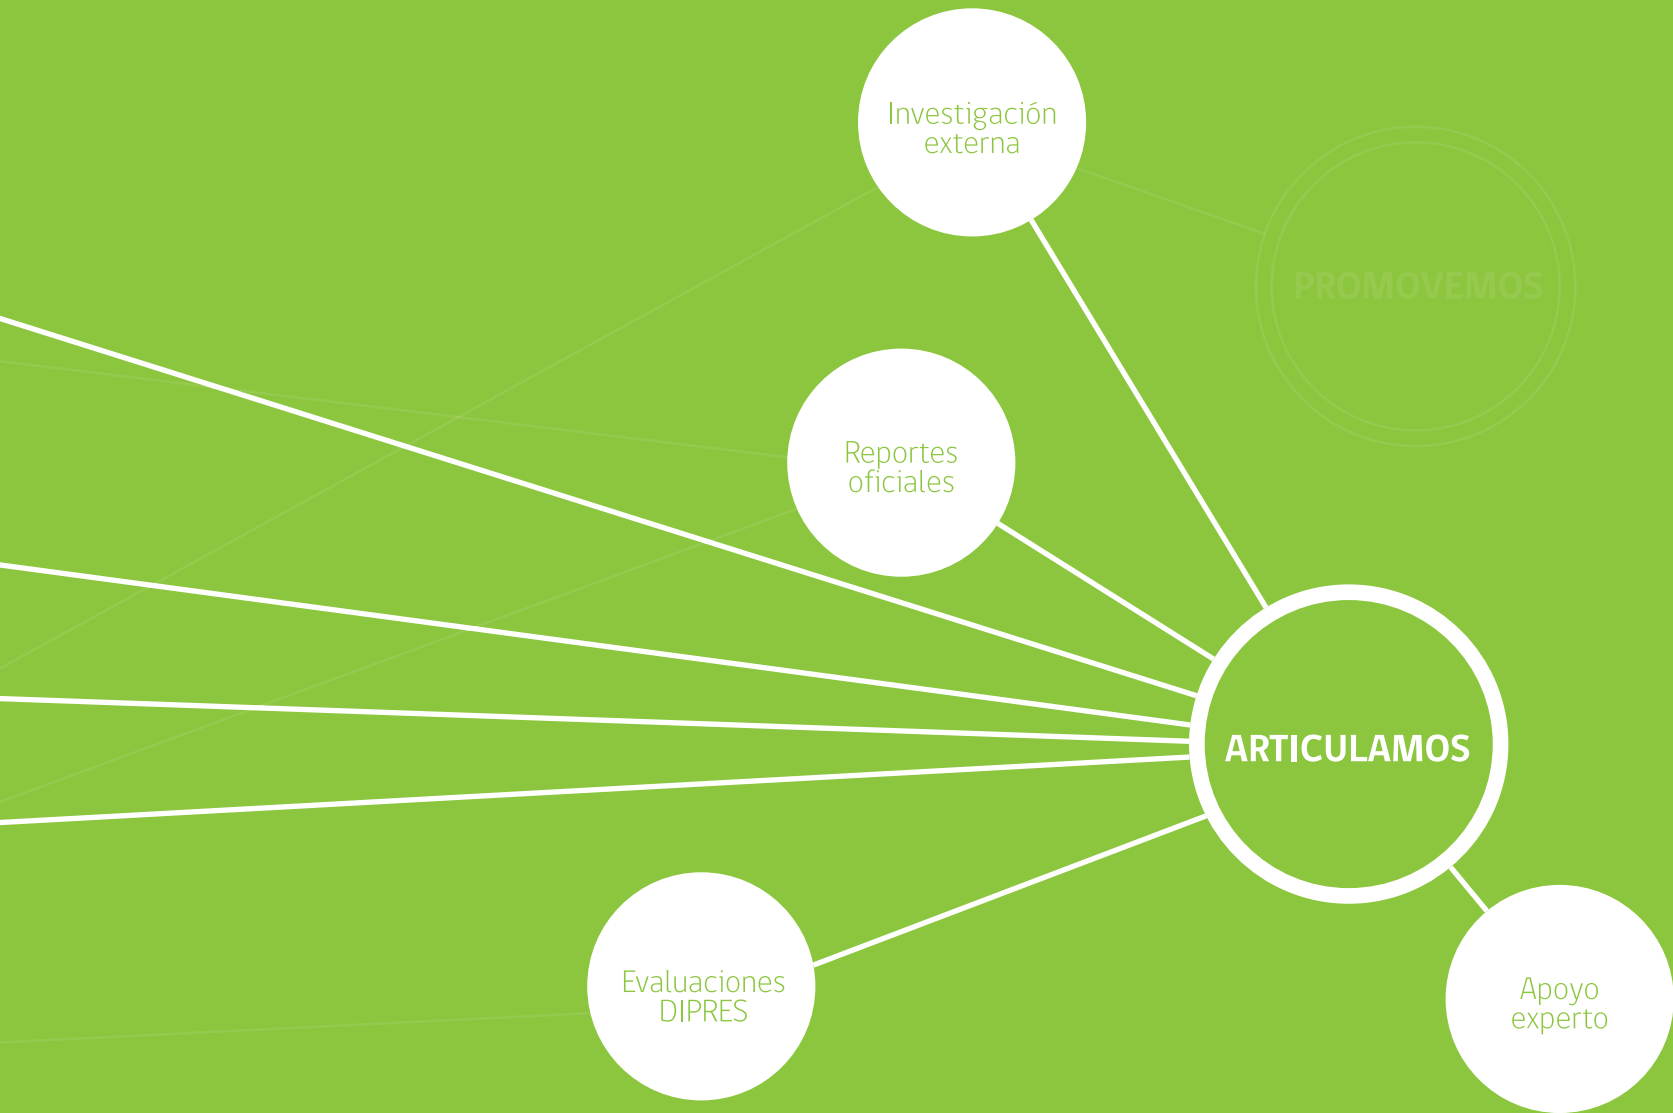 Investigación
externa
PROMOVEMOS
Reportes
oficiales
ARTICULAMOS
Evaluaciones
DIPRES
Apoyo
experto